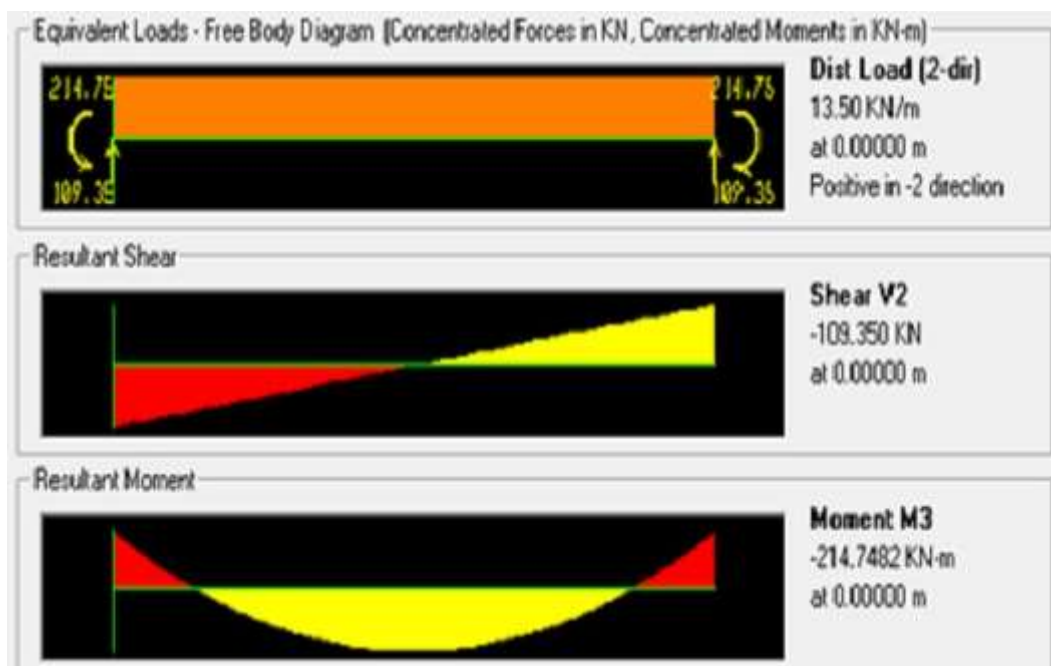 Equivalent Loads - Free Body Diagram (Concentrated Forces in KN, Concentrated Moments in KN-m)
214.75 214.75
109.35 109.35
Dist Load (2-dir)
13.50 KN/m
at 0.00000 m
Positive in -2 direction
Resultant Shear
Shear V2
-109.350 KN
at 0.00000 m
Resultant Moment
Moment M3
-214.7482 KN-m
at 0.00000 m